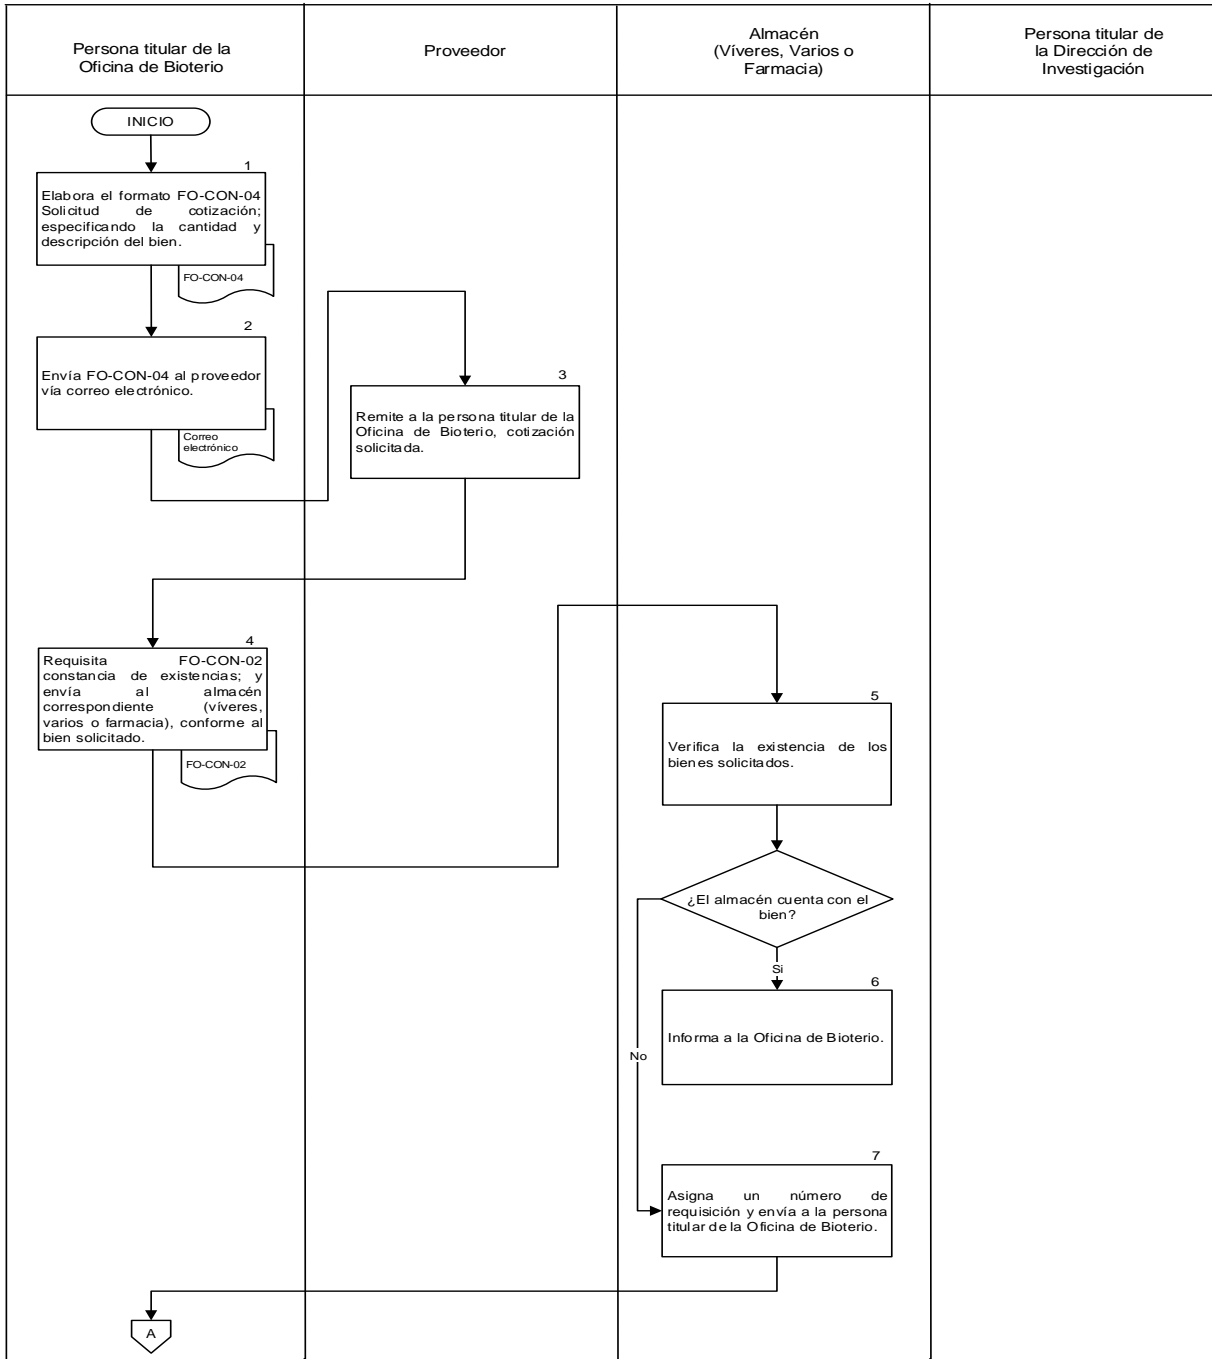 Persona titular de la
Oficina de Bioterio
Proveedor
Almacén
(Víveres, Varios o
Farmacia)
Persona titular de
la Dirección de
Investigación
INICIO
1
Elabora el formato FO-CON-04
Solicitud de cotización;
especificando la cantidad y
descripción del bien.
FO-CON-04
2
Envía FO-CON-04 al proveedor
vía correo electrónico.
Correo
electrónico
3
Remite a la persona titular de la
Oficina de Bioterio, cotización
solicitada.
4
Requisita FO-CON-02
constancia de existencias; y
envía al almacén
correspondiente (víveres,
varios o farmacia), conforme al
bien solicitado.
FO-CON-02
5
Verifica la existencia de los
bienes solicitados.
¿El almacén cuenta con el
bien?
Si
6
Informa a la Oficina de Bioterio.
No
7
Asigna un número de
requisición y envía a la persona
titular de la Oficina de Bioterio.
A